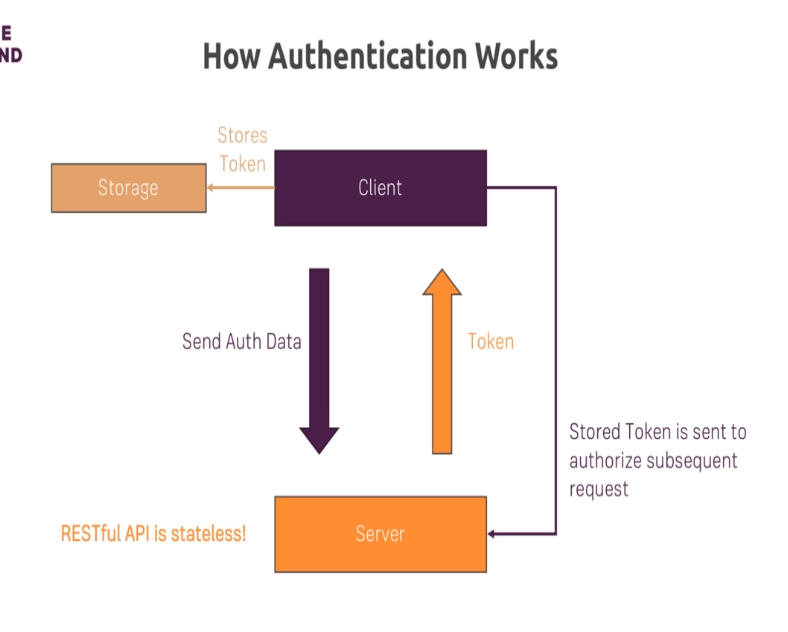 E
ND
How Authentication Works
Stores
Token
Storage
Client
Send Auth Data
Token
Stored Token is sent to
authorize subsequent
request
RESTful API is stateless!
Server